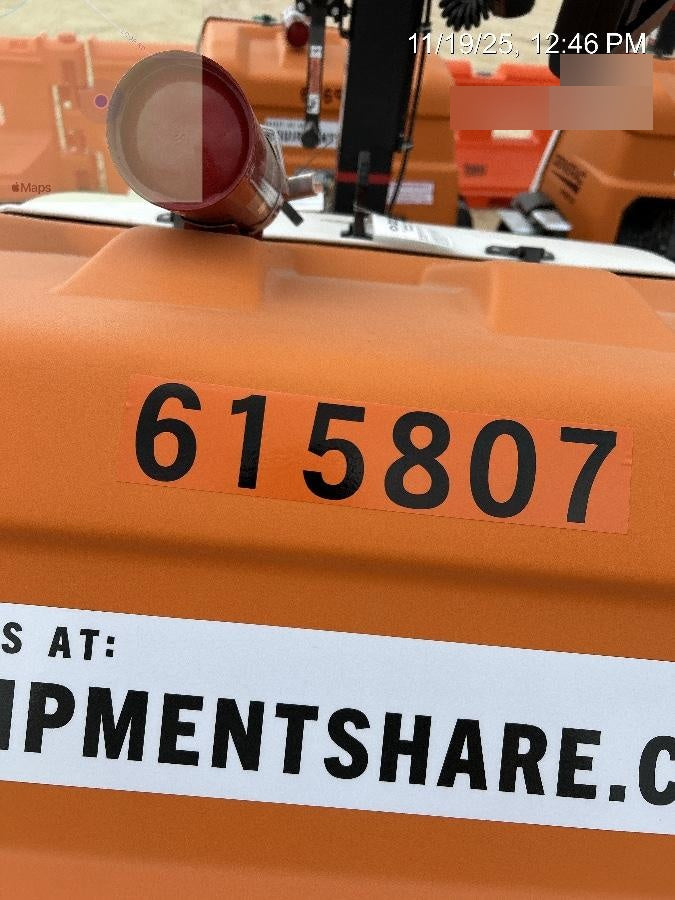 11/19/25, 12:46 PM
Maps
615807
S AT:
IPMENTSHARE.C